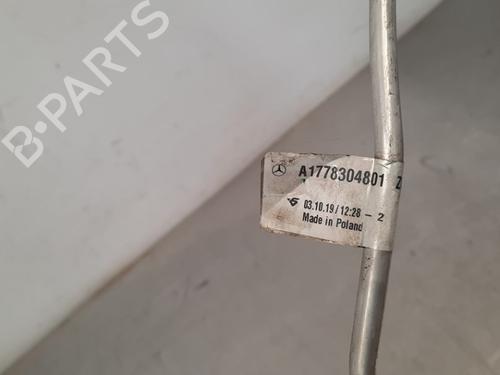 B-PARTS
A1778304801 Z
03.10.19/12:28 - 2
Made in Poland